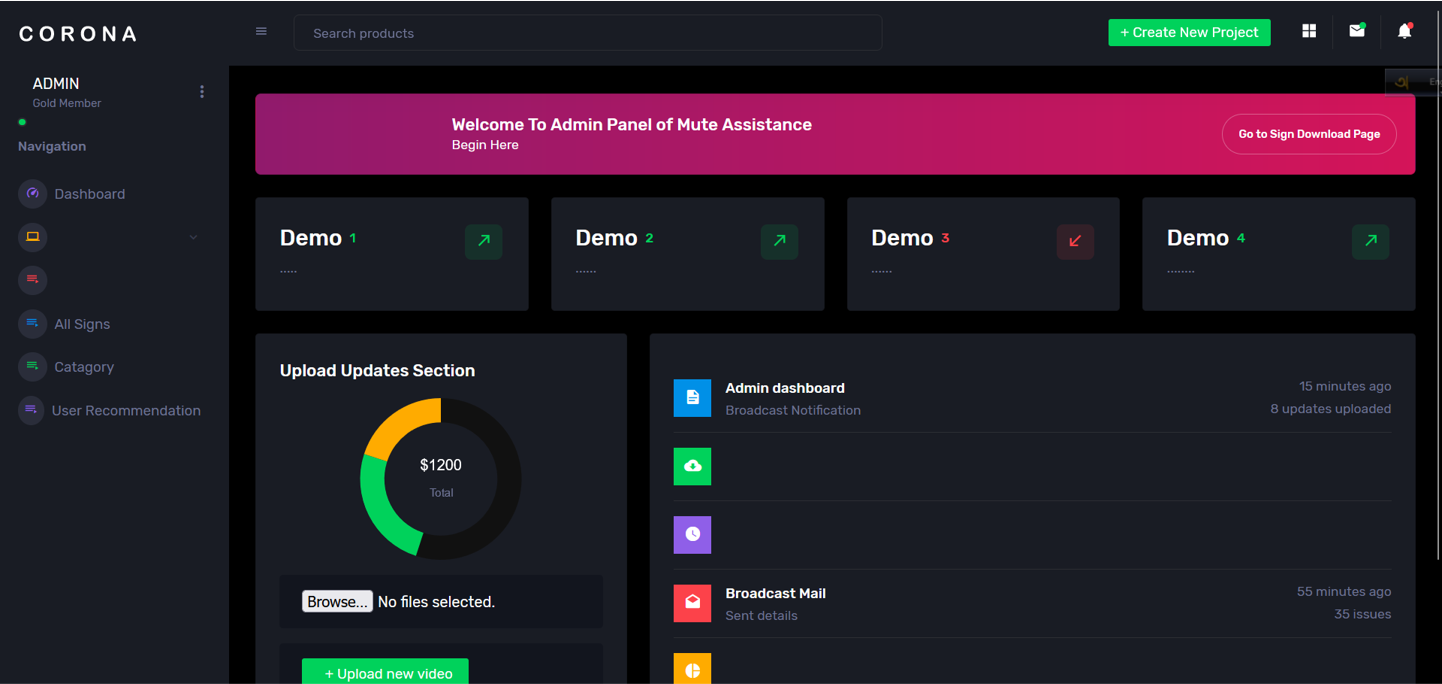 CORONA
Search products
+ Create New Project
ADMIN
Gold Member
Navigation
Dashboard
All Signs
Catagory
User Recommendation
Welcome To Admin Panel of Mute Assistance
Begin Here
Go to Sign Download Page
Demo 1
.....
Demo 2
......
Demo 3
......
Demo 4
........
Upload Updates Section
$1200
Total
Browse... No files selected.
+ Upload new video
Admin dashboard
Broadcast Notification
15 minutes ago
8 updates uploaded
Broadcast Mail
Sent details
55 minutes ago
35 issues